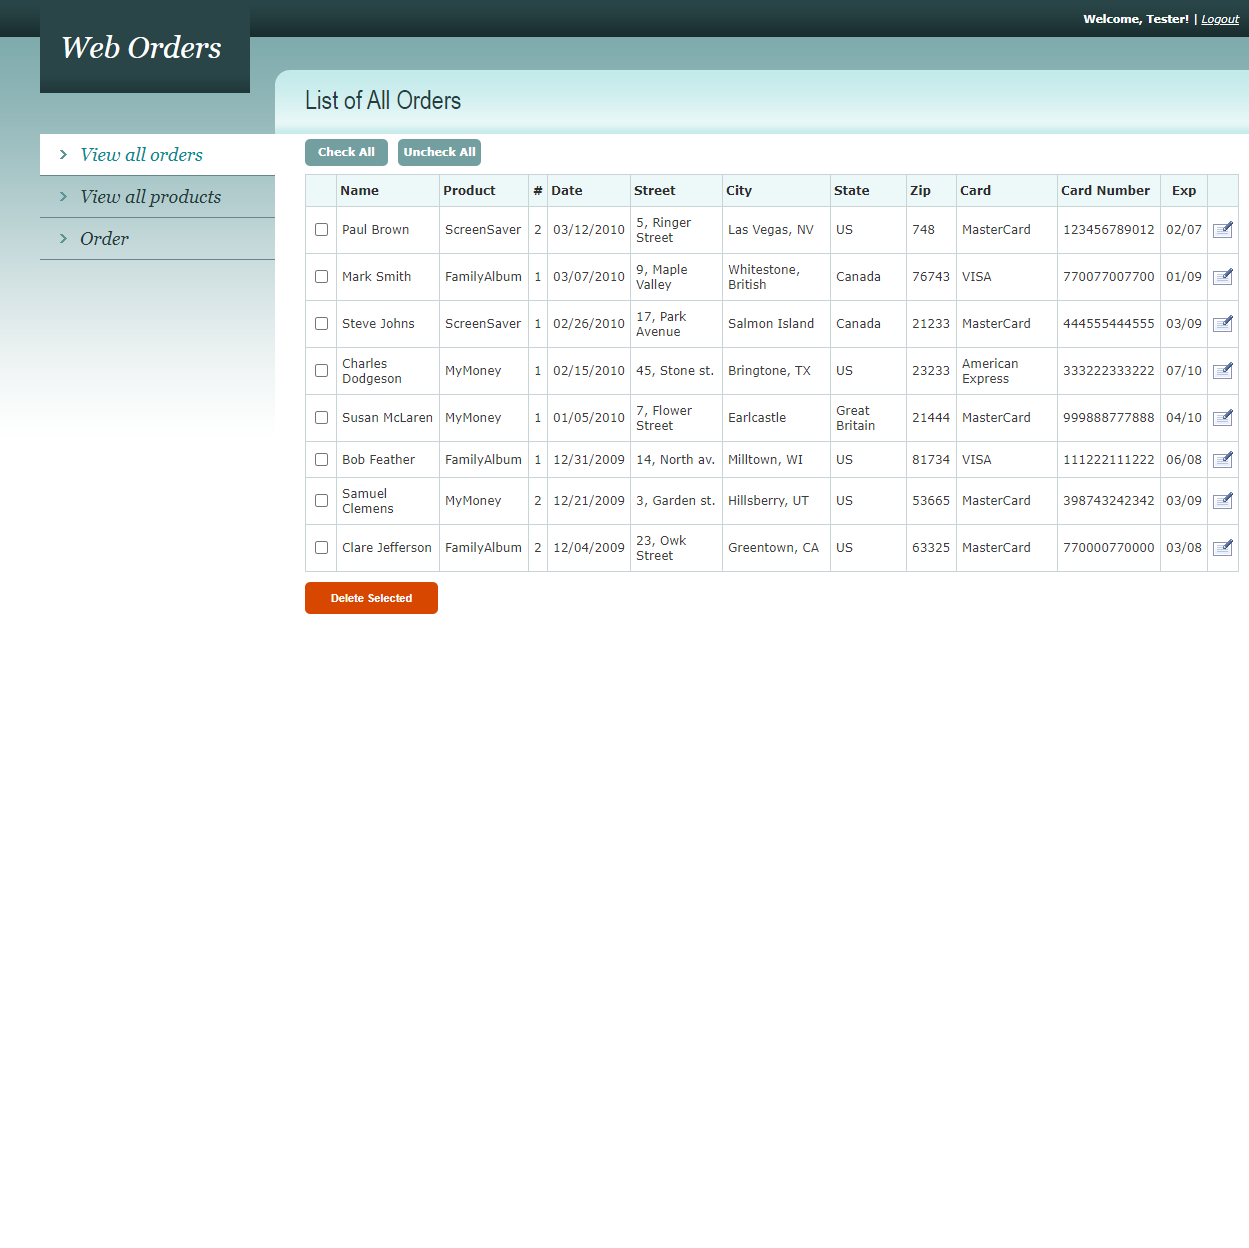 Welcome, Tester! | Logout
Web Orders
List of All Orders
View all orders
View all products
Order
Check All Uncheck All
Name Product # Date Street City State Zip Card Card Number Exp
Paul Brown ScreenSaver 2 03/12/2010 5, Ringer Street Las Vegas, NV US 748 MasterCard 123456789012 02/07
Mark Smith FamilyAlbum 1 03/07/2010 9, Maple Valley Whitestone, British Canada 76743 VISA 770077007700 01/09
Steve Johns ScreenSaver 1 02/26/2010 17, Park Avenue Salmon Island Canada 21233 MasterCard 444555444555 03/09
Charles Dodgeson MyMoney 1 02/15/2010 45, Stone st. Bringtone, TX US 23233 American Express 333222333222 07/10
Susan McLaren MyMoney 1 01/05/2010 7, Flower Street Earlcastle Great Britain 21444 MasterCard 999888777888 04/10
Bob Feather FamilyAlbum 1 12/31/2009 14, North av. Milltown, WI US 81734 VISA 111222111222 06/08
Samuel Clemens MyMoney 2 12/21/2009 3, Garden st. Hillsberry, UT US 53665 MasterCard 398743242342 03/09
Clare Jefferson FamilyAlbum 2 12/04/2009 23, Owk Street Greentown, CA US 63325 MasterCard 770000770000 03/08
Delete Selected